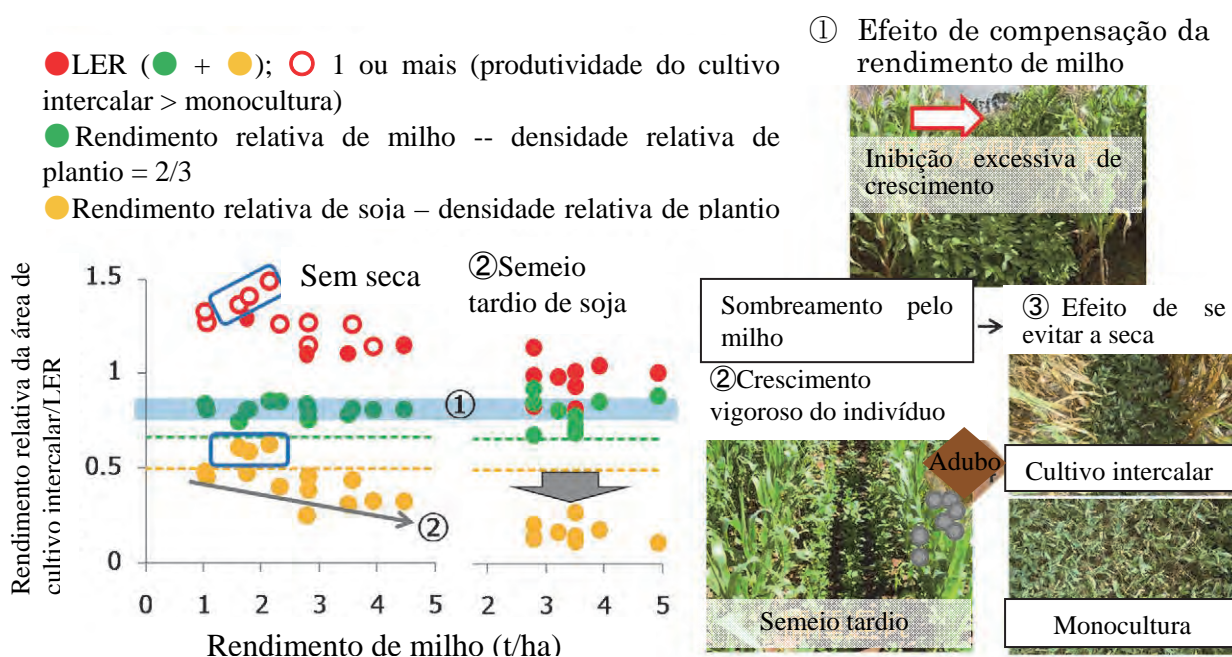 ●LER (● + ●); ○ 1 ou mais (produtividade do cultivo
intercalar > monocultura)
●Rendimento relativa de milho -- densidade relativa de
plantio = 2/3
●Rendimento relativa de soja – densidade relativa de plantio
① Efeito de compensação da
rendimento de milho
Inibição excessiva de
crescimento
Rendimento relativa da área de
cultivo intercalar/LER
1.5
1
0.5
0
Sem seca
②Semeio
tardio de soja
①
②
0 1 2 3 4 5
2 3 4 5
Rendimento de milho (t/ha)
Sombreamento pelo
milho
③ Efeito de se
evitar a seca
②Crescimento
vigoroso do indivíduo
Adubo
Cultivo intercalar
Semeio tardio
Monocultura